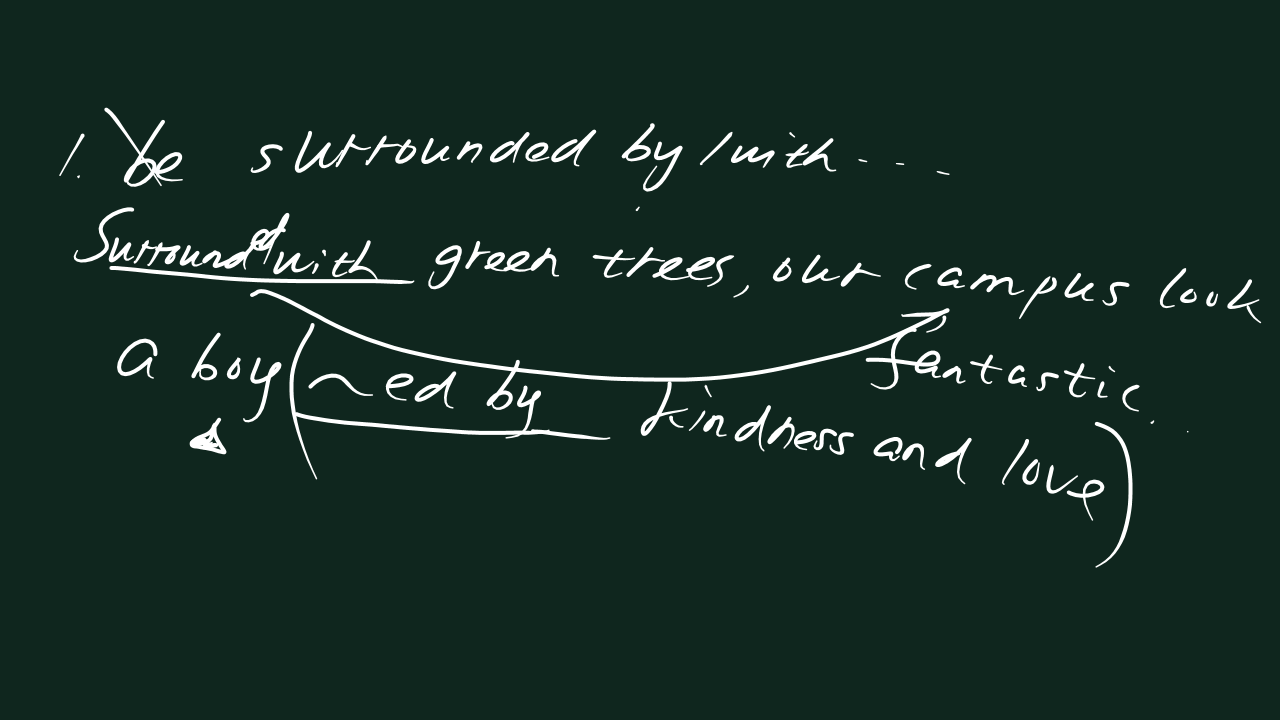 1. be surrounded by/with - - -
Surrounded with green trees, our campus look
fantastic.
a boy (~ed by kindness and love)